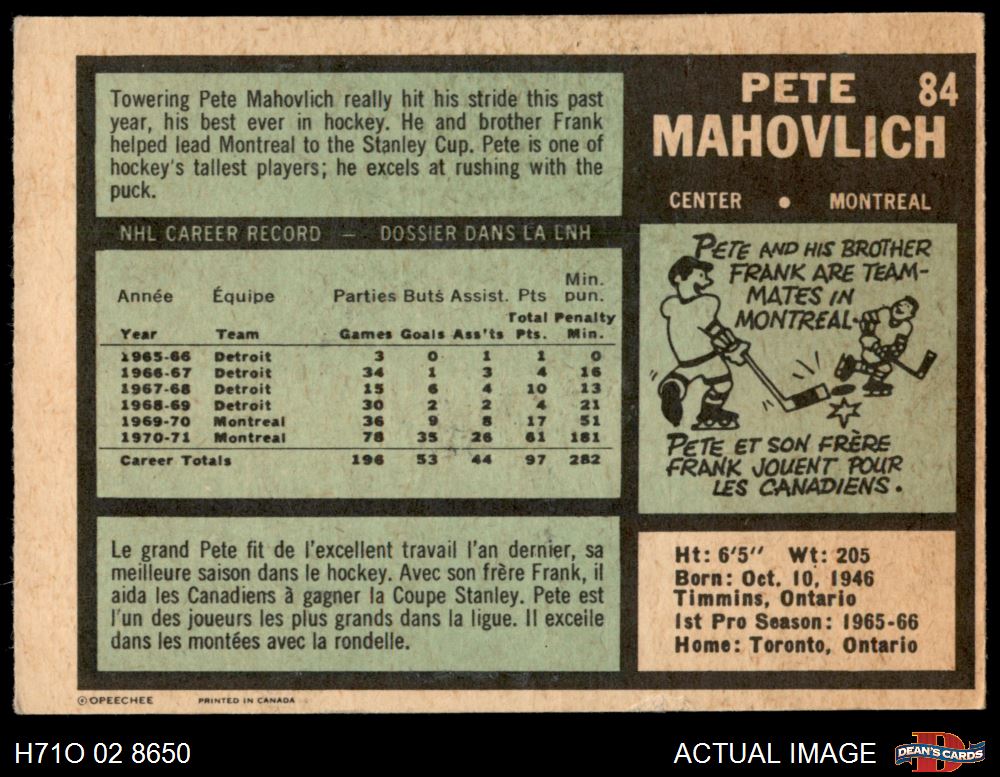 Towering Pete Mahovlich really hit his stride this past
year, his best ever in hockey. He and brother Frank
helped lead Montreal to the Stanley Cup. Pete is one of
hockey's tallest players; he excels at rushing with the
puck.
PETE 84
MAHOVLICH
CENTER • MONTREAL
NHL CAREER RECORD — DOSSIER DANS LA LNH
Année Équipe Parties Buts Assist. Pts Min. pun.
Year Team Games Goals Ass'ts Total Pts. Penalty Min.
1965-66 Detroit 3 0 1 1 0
1966-67 Detroit 34 1 3 4 16
1967-68 Detroit 15 6 4 10 13
1968-69 Detroit 30 2 2 4 21
1969-70 Montreal 36 9 8 17 51
1970-71 Montreal 78 35 26 61 181
Career Totals 196 53 44 97 282
PETE AND HIS BROTHER
FRANK ARE TEAM-
MATES IN
MONTREAL.
PETE ET SON FRÈRE
FRANK JOUENT POUR
LES CANADIENS.
Le grand Pete fit de l'excellent travail l'an dernier, sa
meilleure saison dans le hockey. Avec son frère Frank, il
aida les Canadiens à gagner la Coupe Stanley. Pete est
l'un des joueurs les plus grands dans la ligue. Il excelle
dans les montées avec la rondelle.
Ht: 6'5" Wt: 205
Born: Oct. 10, 1946
Timmins, Ontario
1st Pro Season: 1965-66
Home: Toronto, Ontario
© OPEECHEE PRINTED IN CANADA
H71O 02 8650
ACTUAL IMAGE
D
DEAN'S CARDS